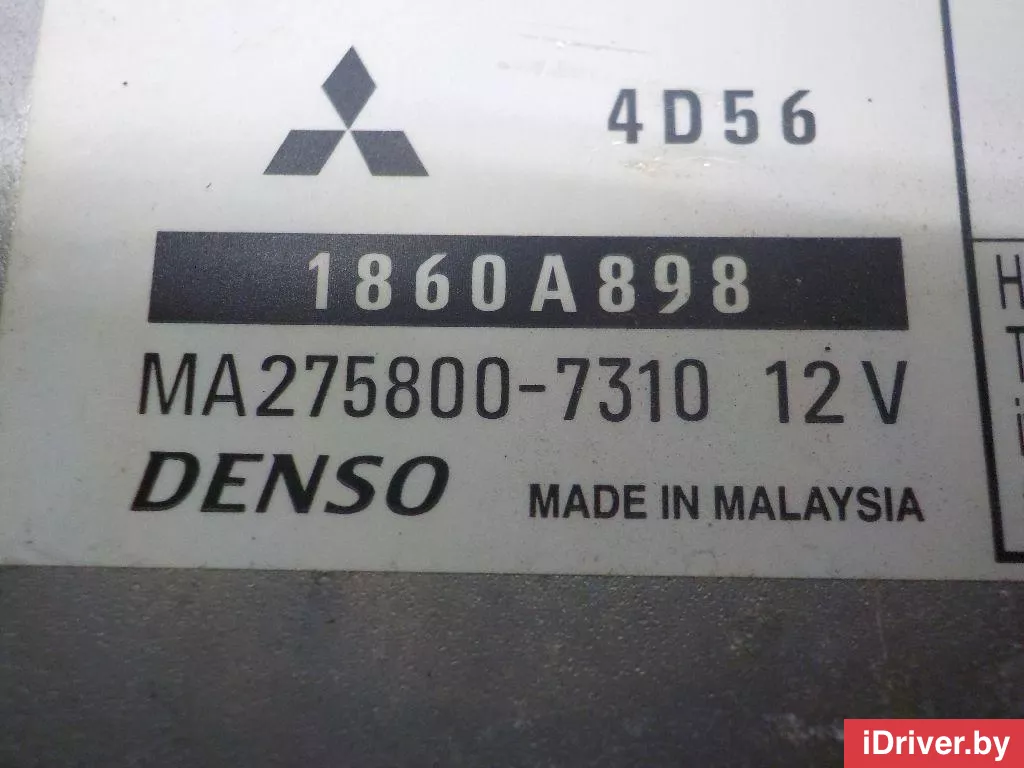 4D56
1860A898
MA275800-7310 12V
DENSO MADE IN MALAYSIA
H
T
i
iDriver.by